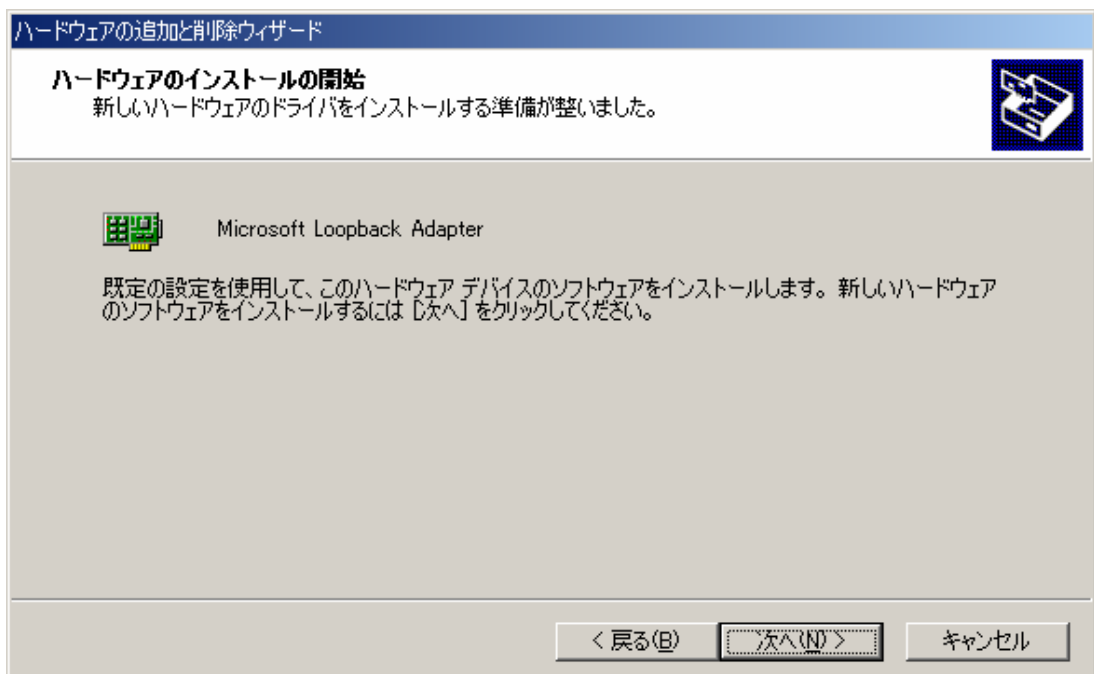 ハードウェアの追加と削除ウィザード
ハードウェアのインストールの開始
新しいハードウェアのドライバをインストールする準備が整いました。
Microsoft Loopback Adapter
既定の設定を使用して、このハードウェア デバイスのソフトウェアをインストールします。新しいハードウェア
のソフトウェアをインストールするには [次へ] をクリックしてください。
< 戻る(B)
次へ(N) >
キャンセル